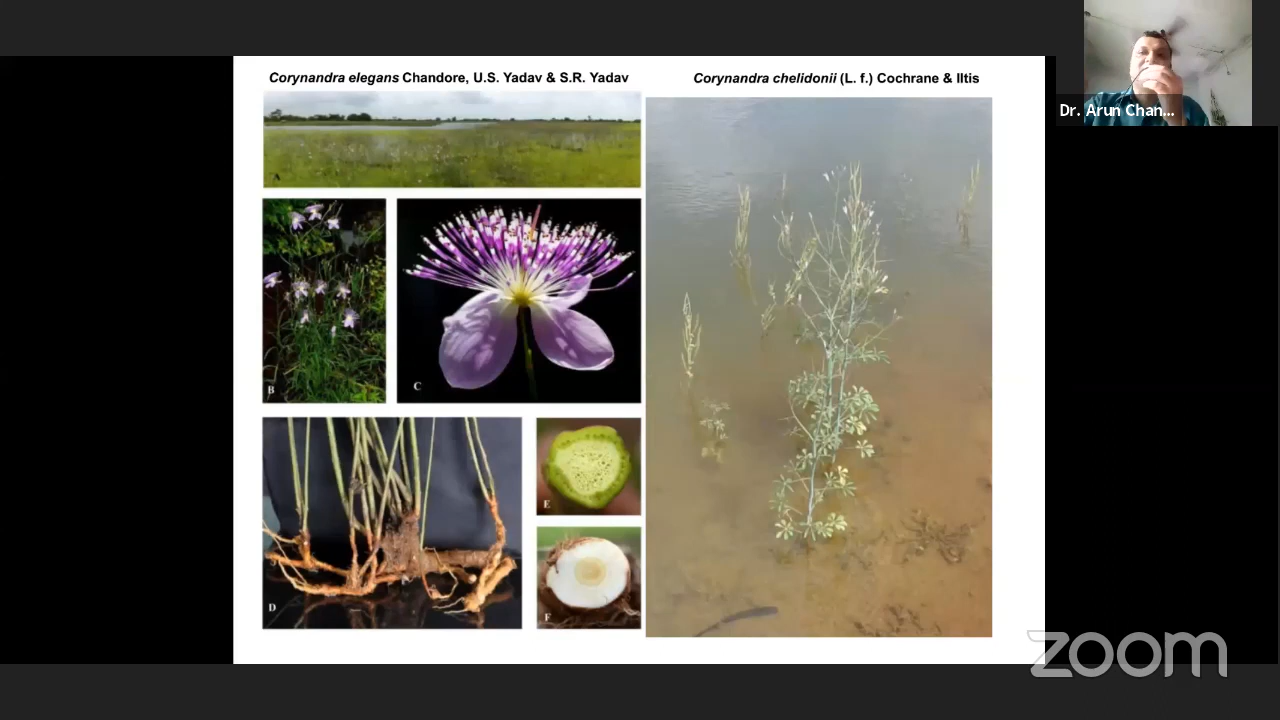 Corynandra elegans Chandore, U.S. Yadav & S.R. Yadav
Corynandra chelidonii (L. f.) Cochrane & Iltis
Dr. Arun Chan...
A
B
C
D
E
F
zoom